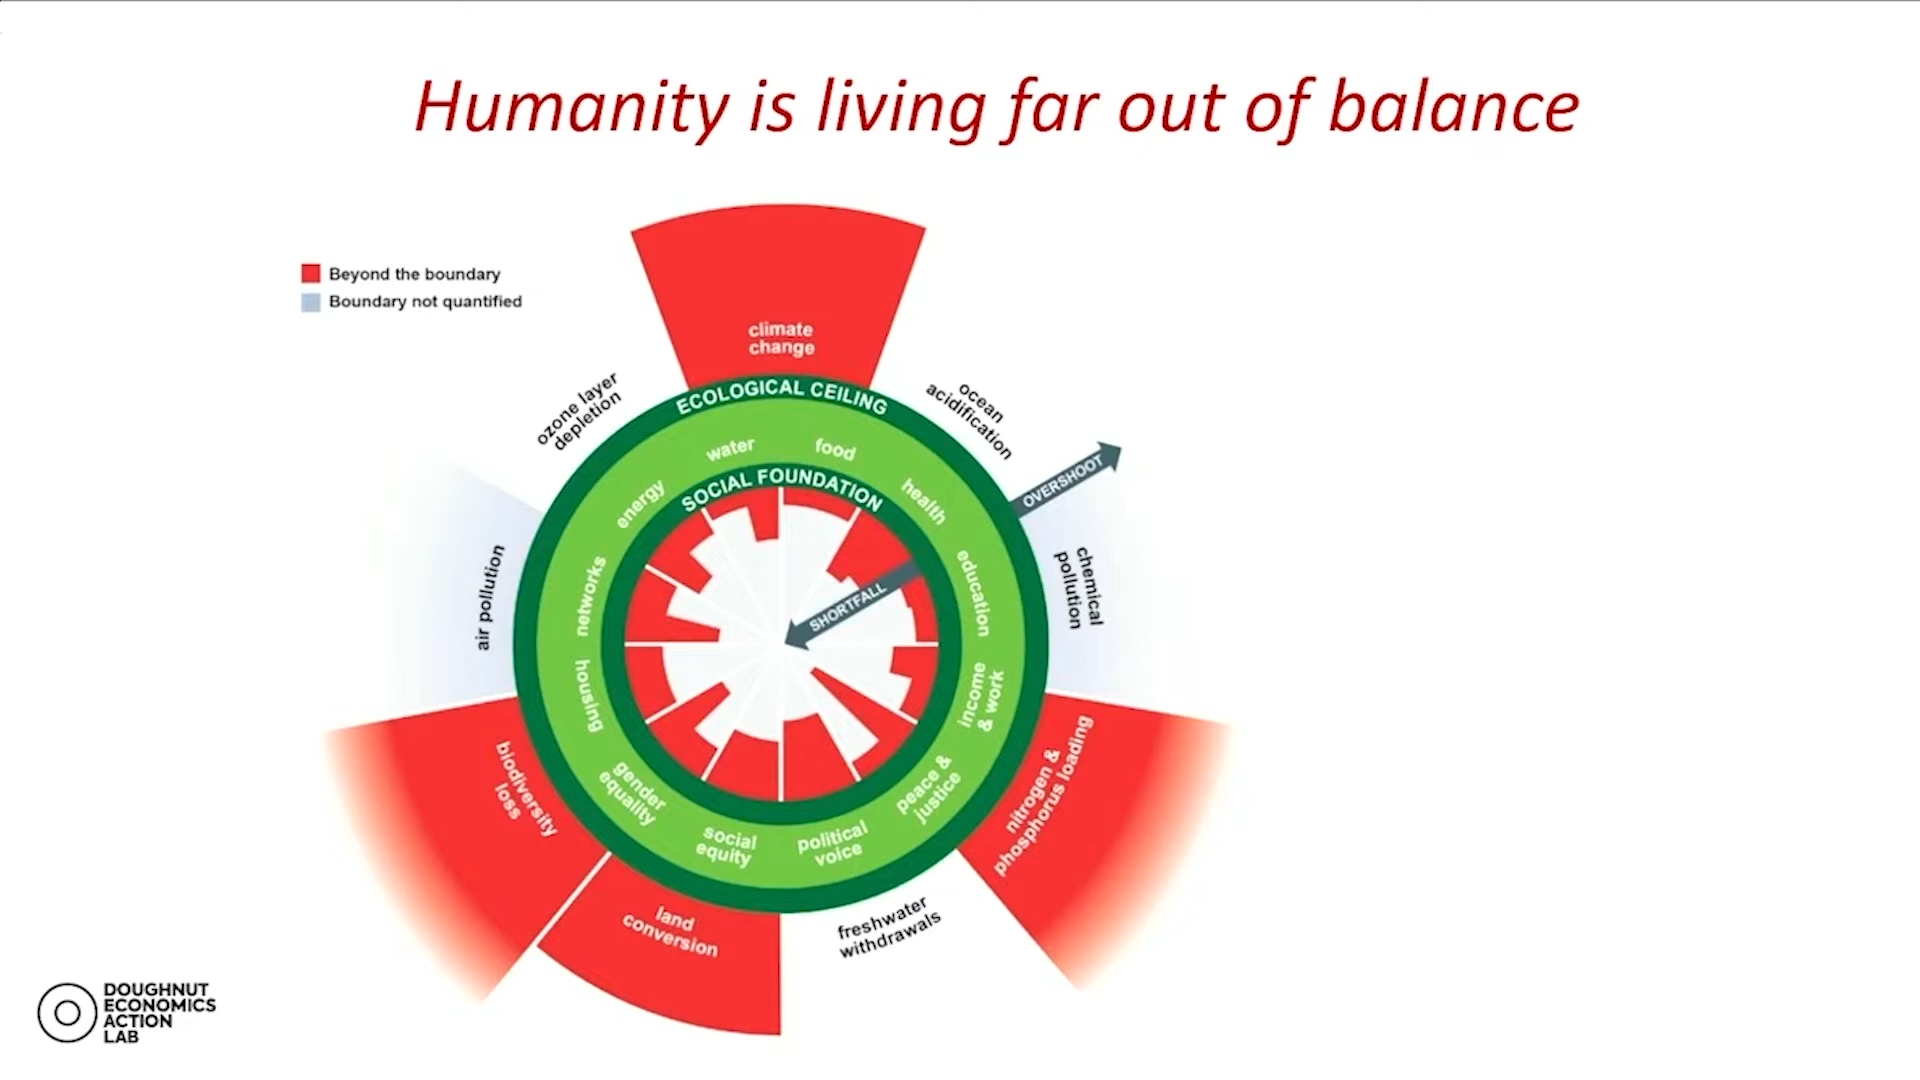 Humanity is living far out of balance
Beyond the boundary
Boundary not quantified
climate
change
ozone layer
depletion
ocean
acidification
ECOLOGICAL CEILING
OVERSHOOT
water
food
energy
health
SOCIAL FOUNDATION
air pollution
networks
education
chemical
pollution
SHORTFALL
housing
income
& work
biodiversity
loss
gender
equality
social
equity
political
voice
peace &
justice
nitrogen &
phosphorus loading
land
conversion
freshwater
withdrawals
DOUGHNUT
ECONOMICS
ACTION
LAB